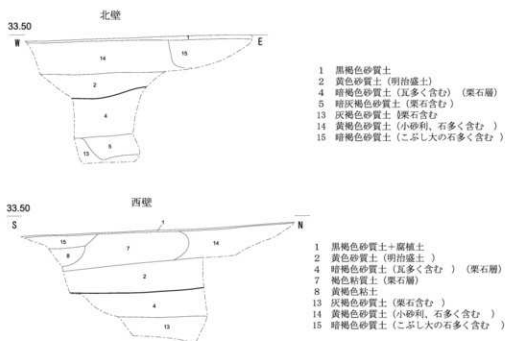 北壁
33.50
W
E
1
15
14
2
4
5
13
1 黒褐色砂質土
2 黄色砂質土（明治盛土）
4 暗褐色砂質土（瓦多く含む）（栗石層）
5 暗灰褐色砂質土（栗石含む）
13 灰褐色砂質土（栗石含む
14 黄褐色砂質土（小砂利、石多く含む ）
15 暗褐色砂質土（こぶし大の石多く含む ）
西壁
33.50
S
N
1
15
7
14
8
2
4
13
1 黒褐色砂質土＋腐植土
2 黄色砂質土（明治盛土 ）
4 暗褐色砂質土（瓦多く含む ）（栗石層）
7 褐色粘質土（栗石層）
8 黄褐色粘土
13 灰褐色砂質土（栗石含む ）
14 黄褐色砂質土（小砂利、石多く含む ）
15 暗褐色砂質土（こぶし大の石多く含む ）